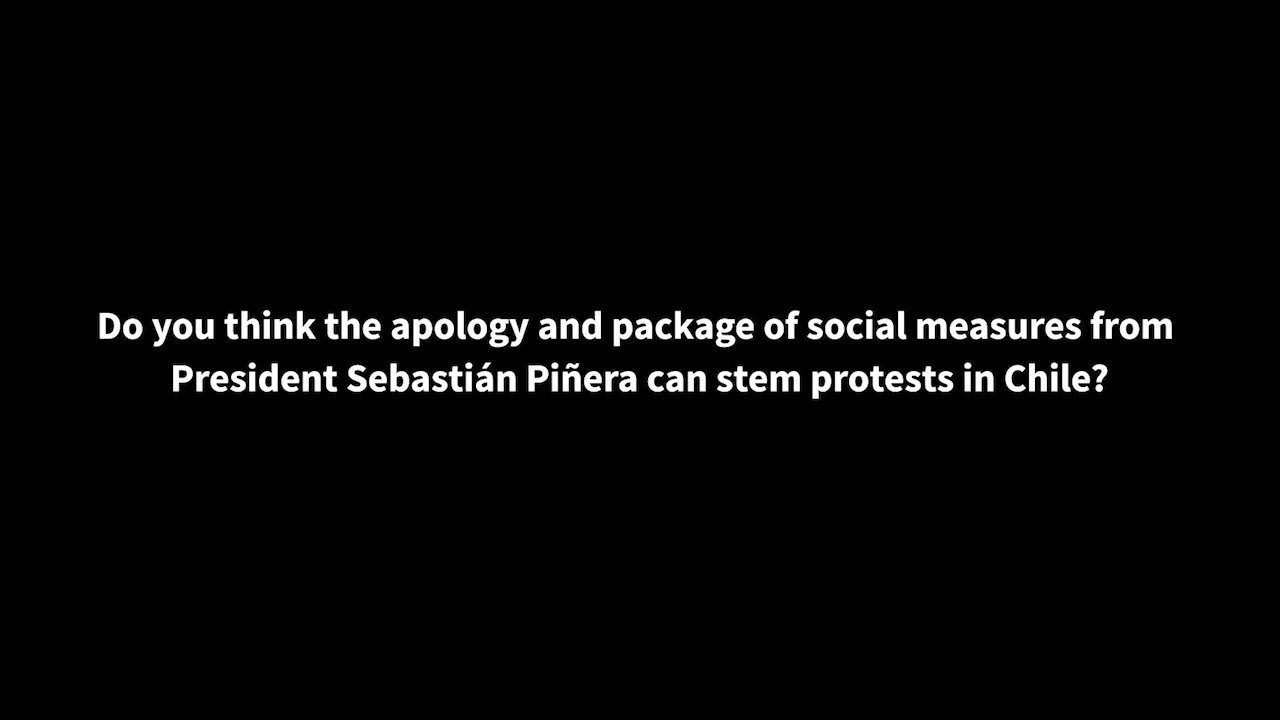 Do you think the apology and package of social measures from
President Sebastián Piñera can stem protests in Chile?